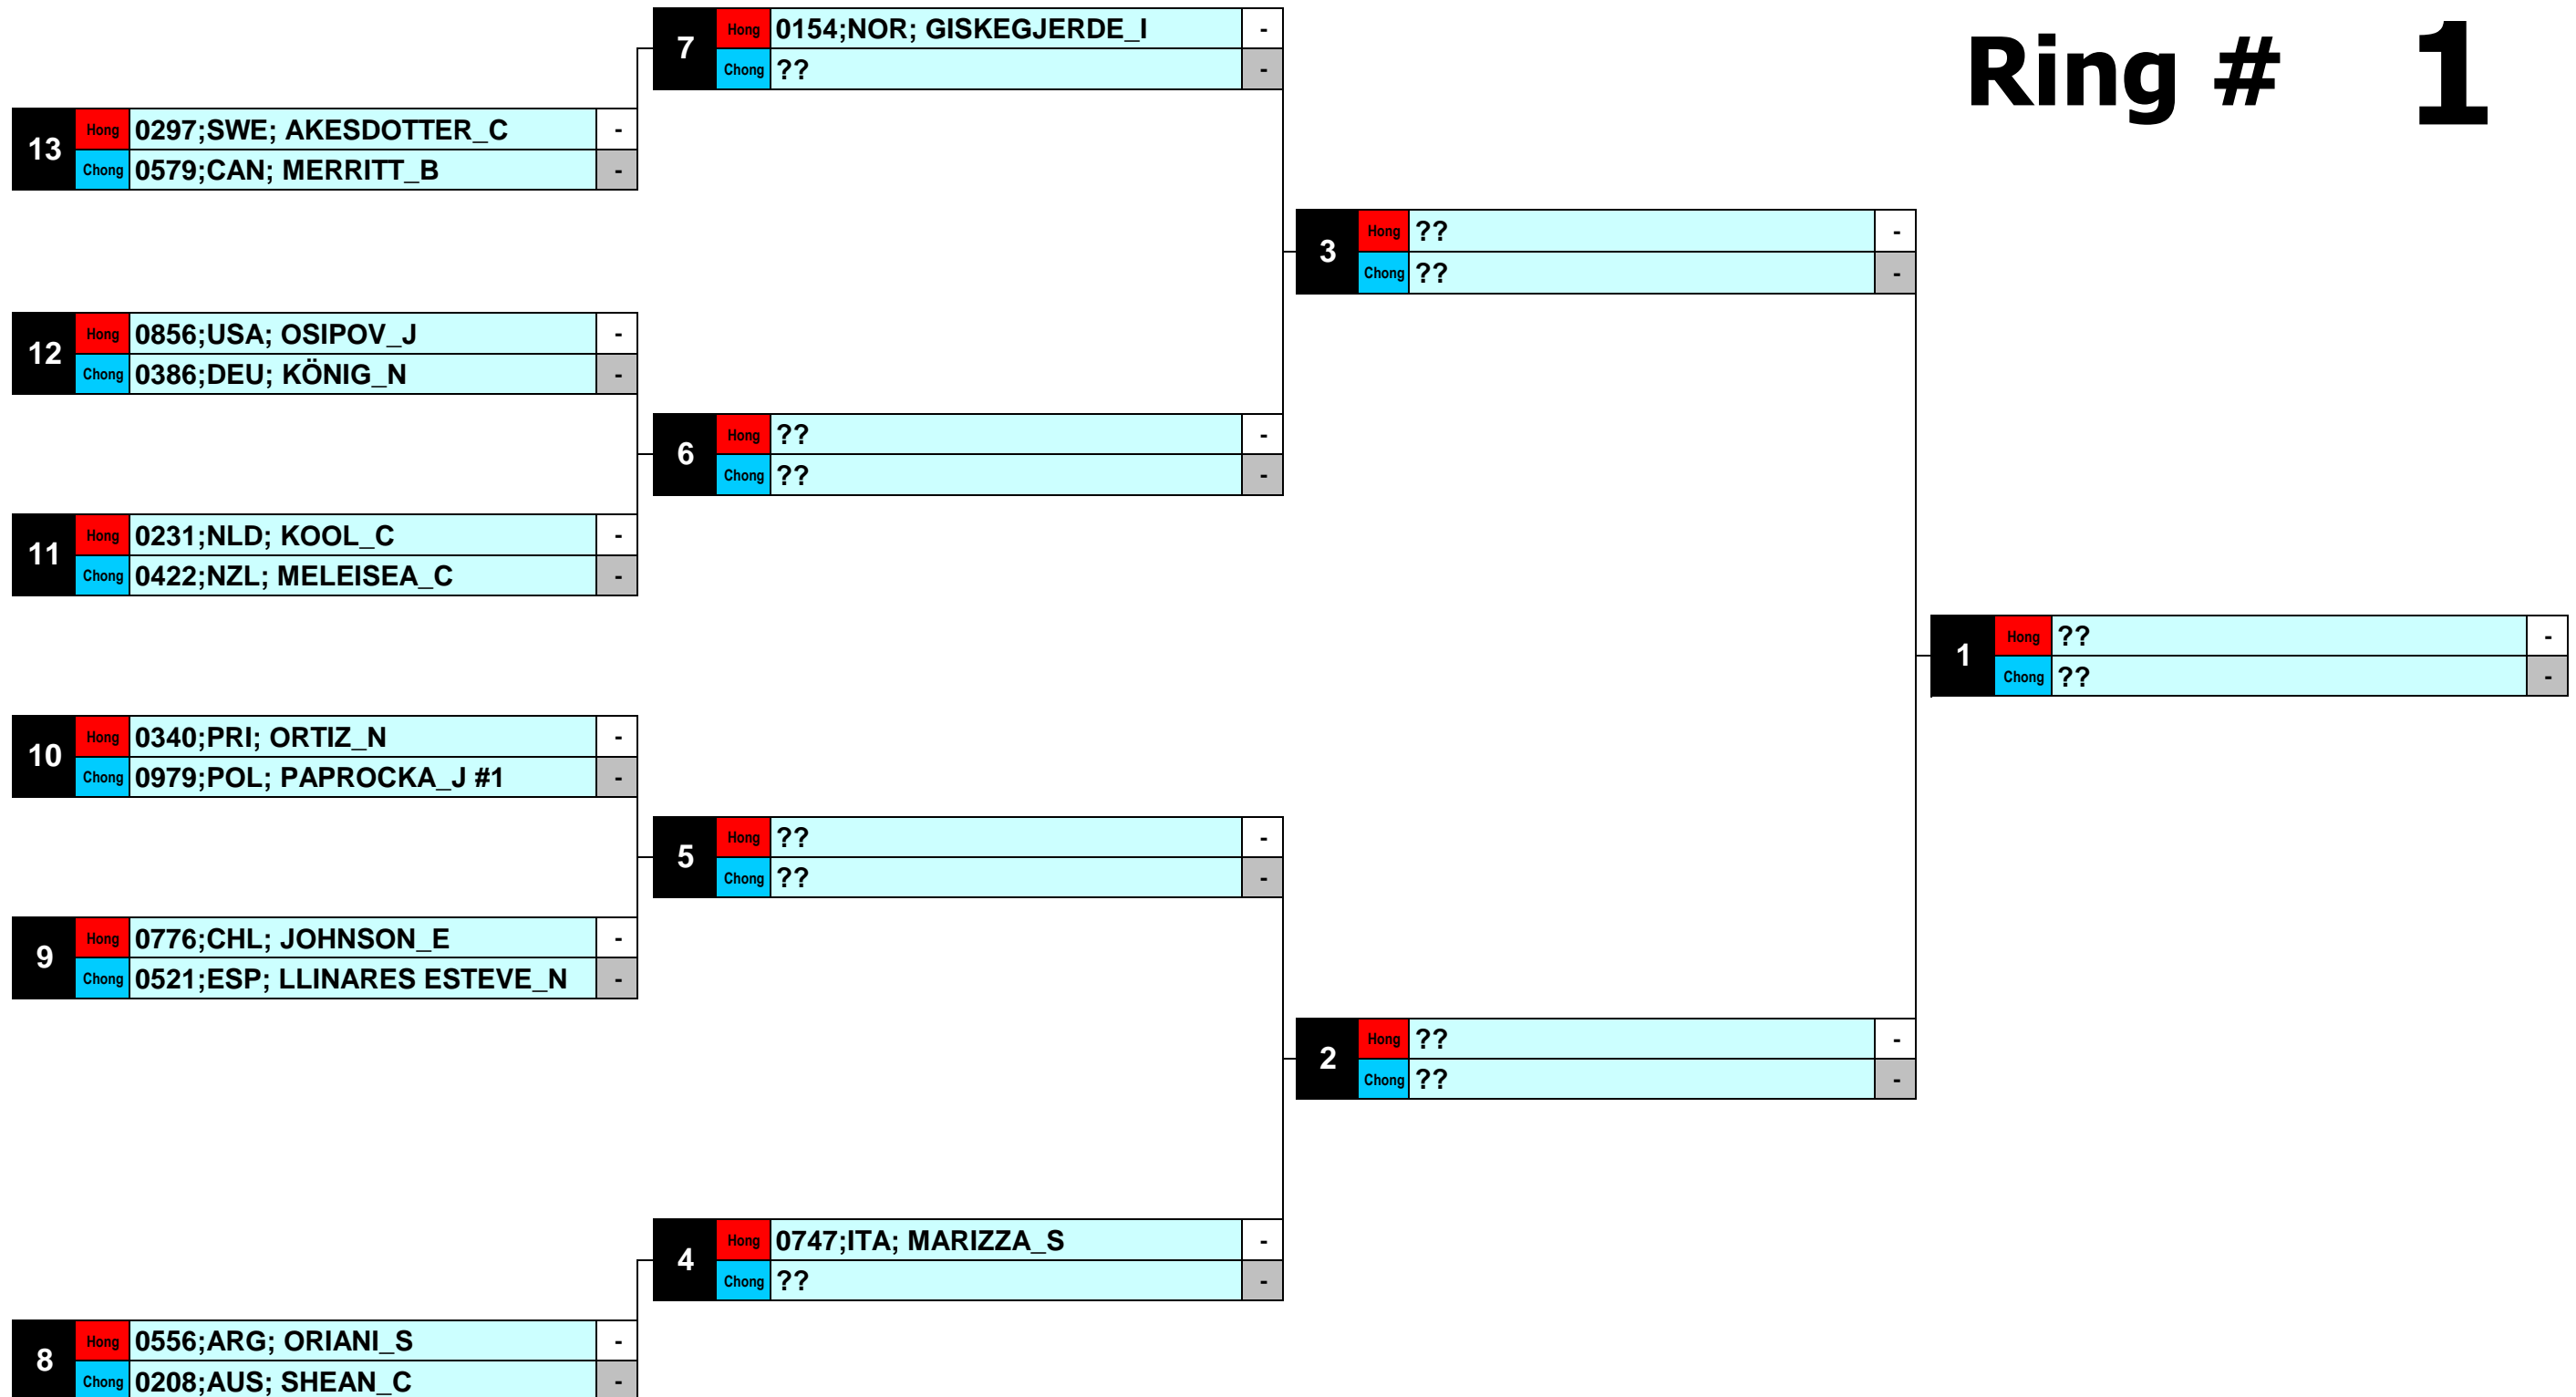 Ring # 1
7 Hong 0154;NOR; GISKEGJERDE_I -
Chong ?? -
13 Hong 0297;SWE; AKESDOTTER_C -
Chong 0579;CAN; MERRITT_B -
3 Hong ?? -
Chong ?? -
12 Hong 0856;USA; OSIPOV_J -
Chong 0386;DEU; KÖNIG_N -
6 Hong ?? -
Chong ?? -
11 Hong 0231;NLD; KOOL_C -
Chong 0422;NZL; MELEISEA_C -
1 Hong ?? -
Chong ?? -
10 Hong 0340;PRI; ORTIZ_N -
Chong 0979;POL; PAPROCKA_J #1 -
5 Hong ?? -
Chong ?? -
9 Hong 0776;CHL; JOHNSON_E -
Chong 0521;ESP; LLINARES ESTEVE_N -
2 Hong ?? -
Chong ?? -
4 Hong 0747;ITA; MARIZZA_S -
Chong ?? -
8 Hong 0556;ARG; ORIANI_S -
Chong 0208;AUS; SHEAN_C -